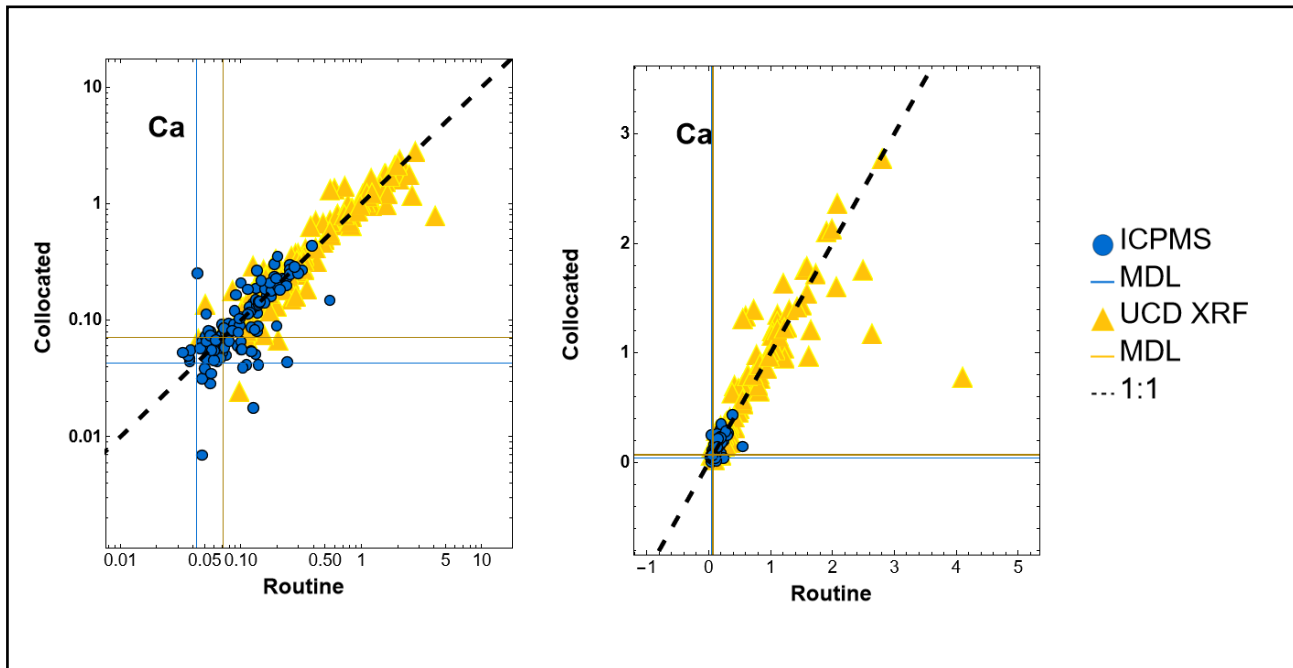 Ca
10
1
0.10
0.01
Collocated
0.01 0.05 0.10 0.50 1 5 10
Routine
Ca
3
2
1
0
Collocated
−1 0 1 2 3 4 5
Routine
ICPMS
MDL
UCD XRF
MDL
1:1